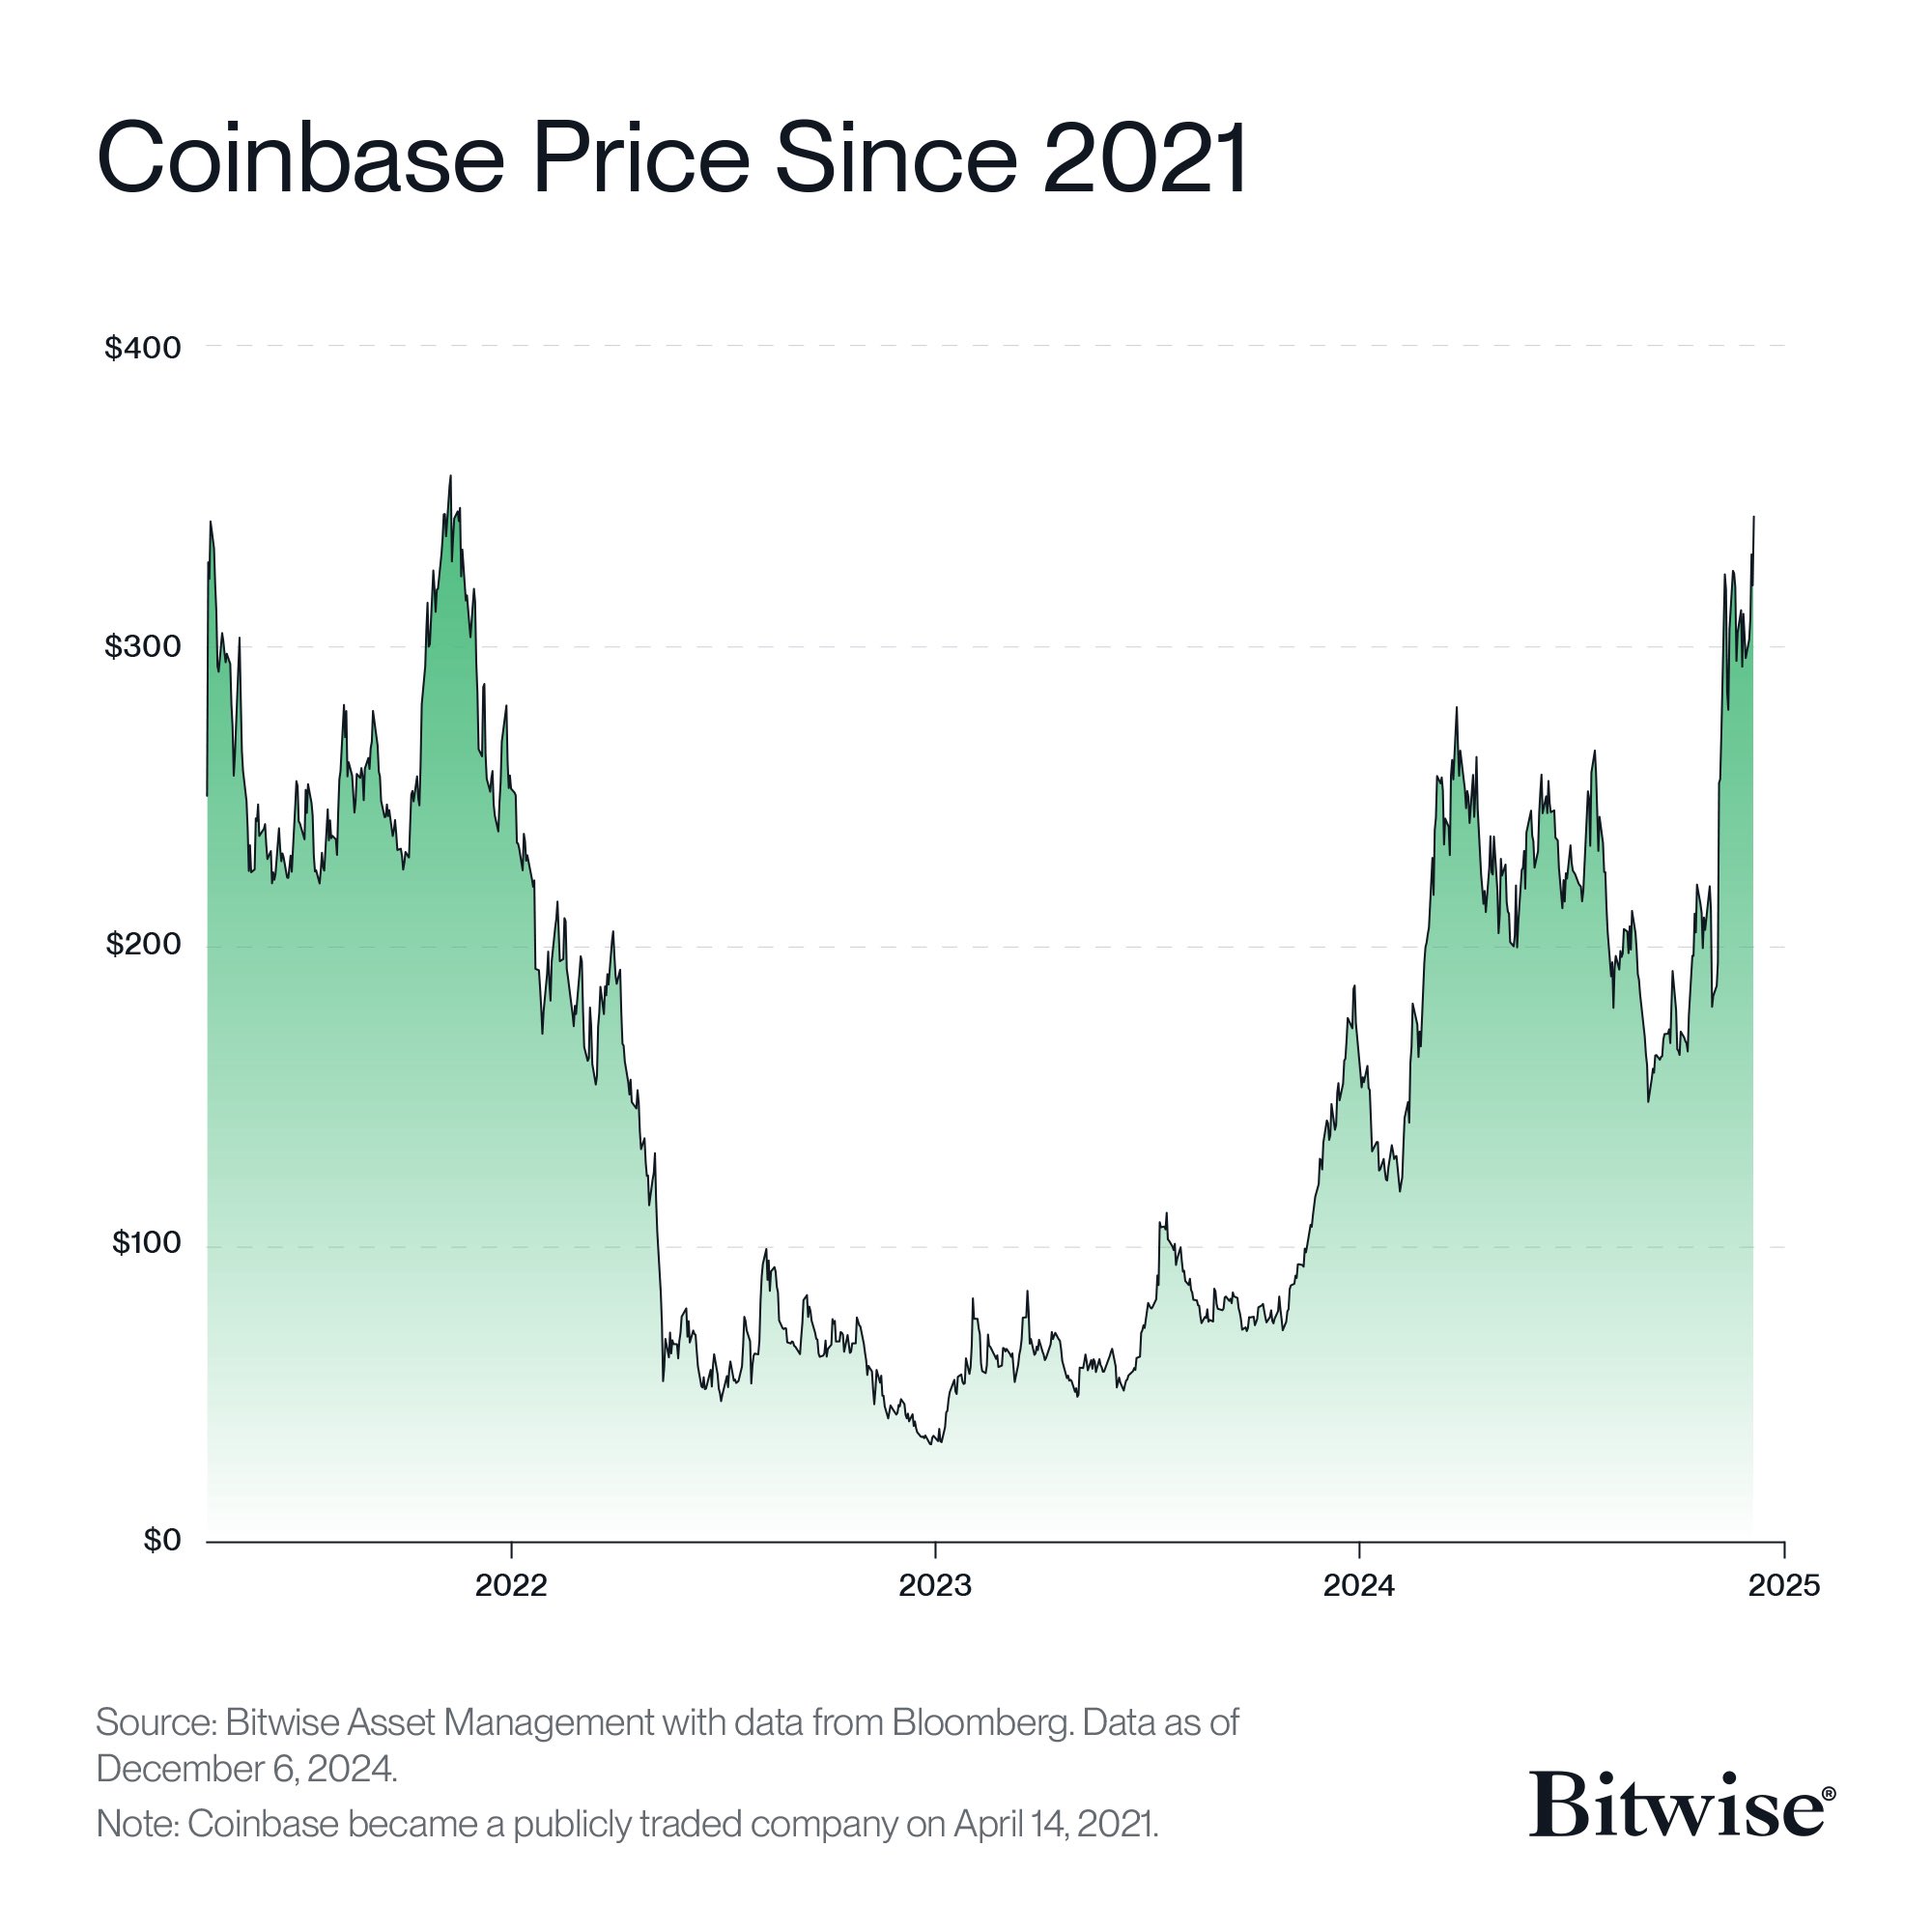 Coinbase Price Since 2021
$400
$300
$200
$100
$0
2022
2023
2024
2025
Source: Bitwise Asset Management with data from Bloomberg. Data as of
December 6, 2024.
Note: Coinbase became a publicly traded company on April 14, 2021.
Bitwise®